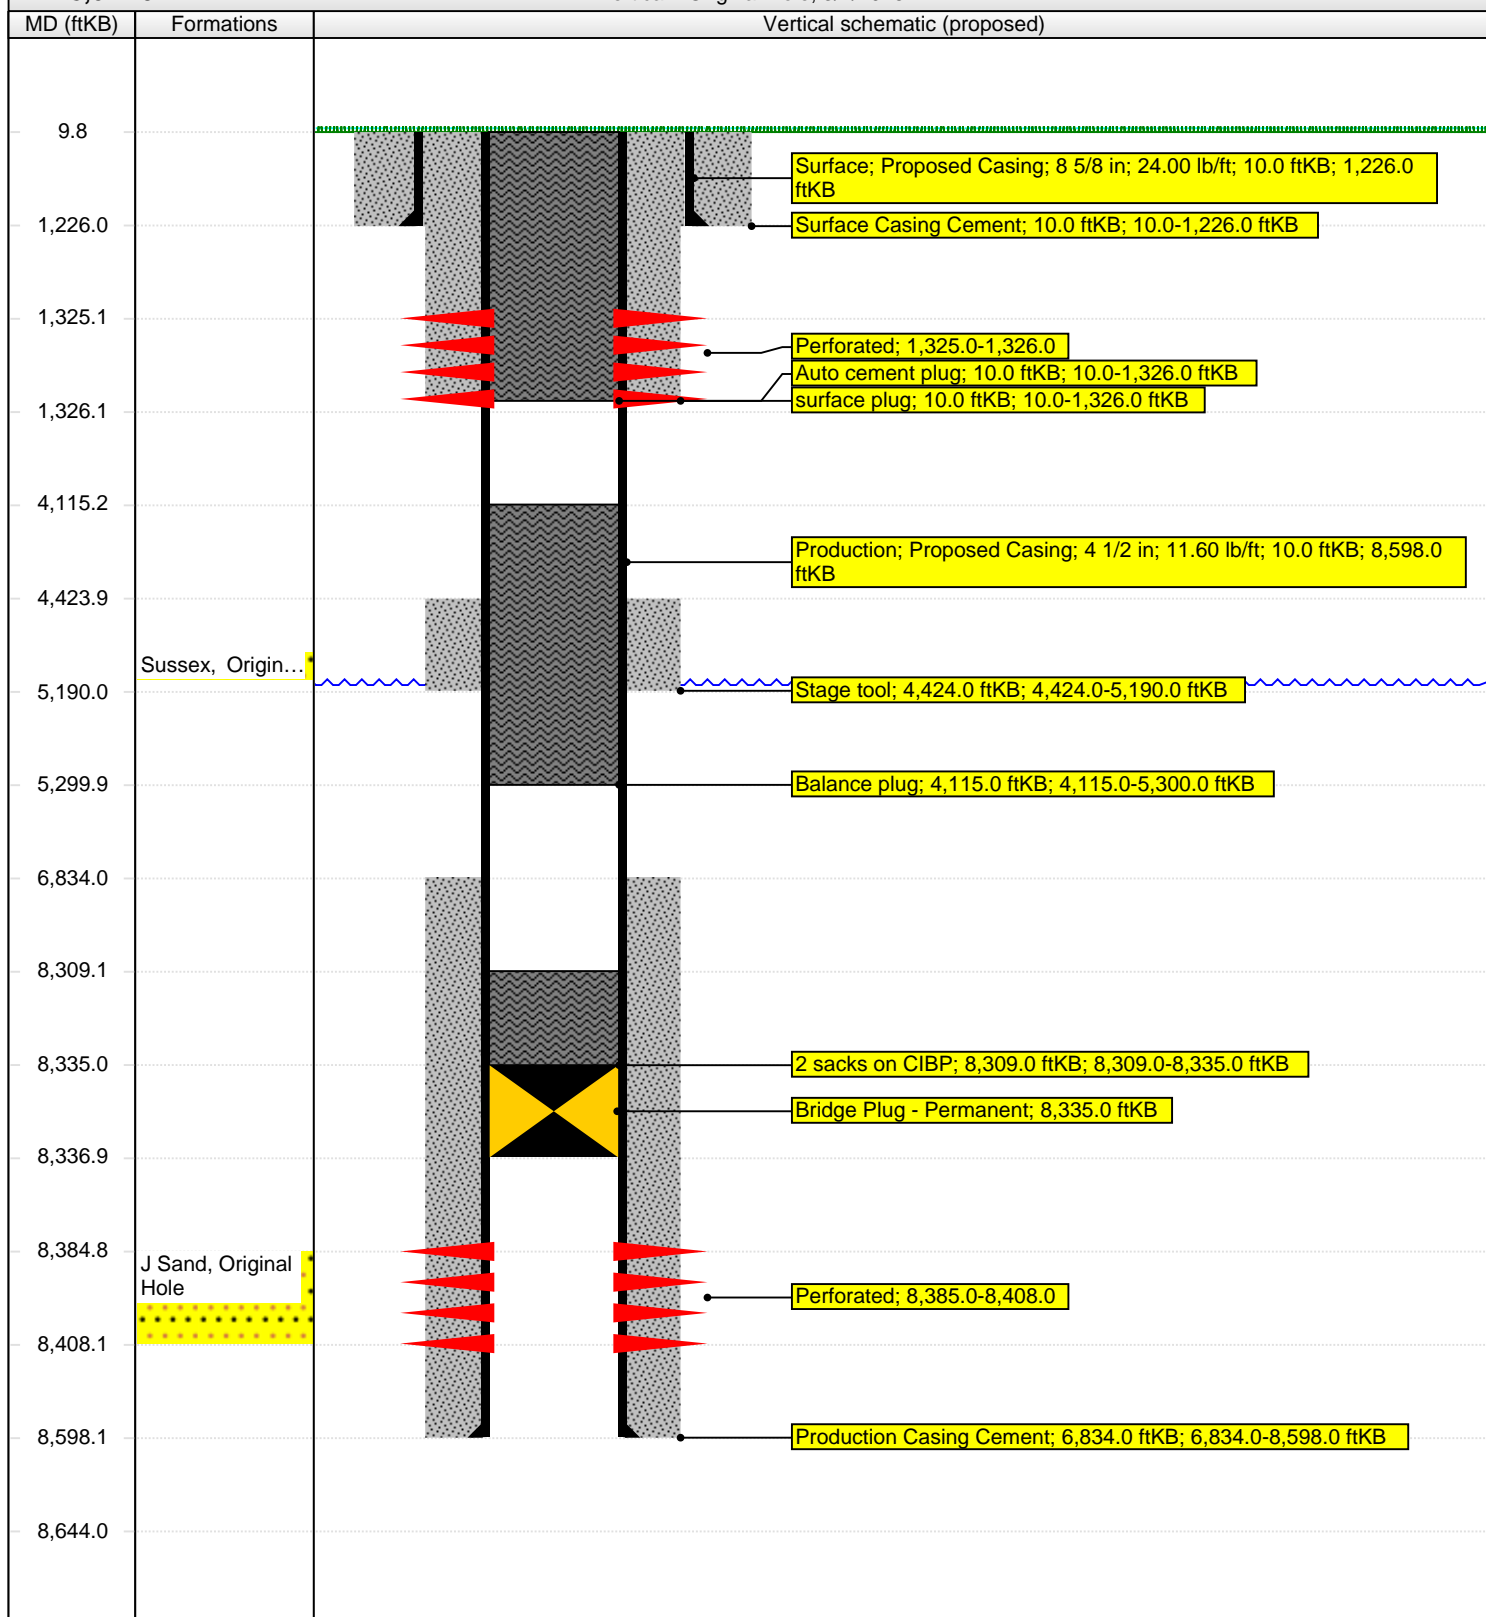 MD (ftKB) Formations Vertical schematic (proposed)
9.8
Surface; Proposed Casing; 8 5/8 in; 24.00 lb/ft; 10.0 ftKB; 1,226.0
ftKB
1,226.0
Surface Casing Cement; 10.0 ftKB; 10.0-1,226.0 ftKB
1,325.1
Perforated; 1,325.0-1,326.0
Auto cement plug; 10.0 ftKB; 10.0-1,326.0 ftKB
surface plug; 10.0 ftKB; 10.0-1,326.0 ftKB
1,326.1
4,115.2
Production; Proposed Casing; 4 1/2 in; 11.60 lb/ft; 10.0 ftKB; 8,598.0
ftKB
4,423.9
Sussex, Origin...
5,190.0
Stage tool; 4,424.0 ftKB; 4,424.0-5,190.0 ftKB
5,299.9
Balance plug; 4,115.0 ftKB; 4,115.0-5,300.0 ftKB
6,834.0
8,309.1
8,335.0
2 sacks on CIBP; 8,309.0 ftKB; 8,309.0-8,335.0 ftKB
Bridge Plug - Permanent; 8,335.0 ftKB
8,336.9
8,384.8
J Sand, Original
Hole
Perforated; 8,385.0-8,408.0
8,408.1
8,598.1
Production Casing Cement; 6,834.0 ftKB; 6,834.0-8,598.0 ftKB
8,644.0